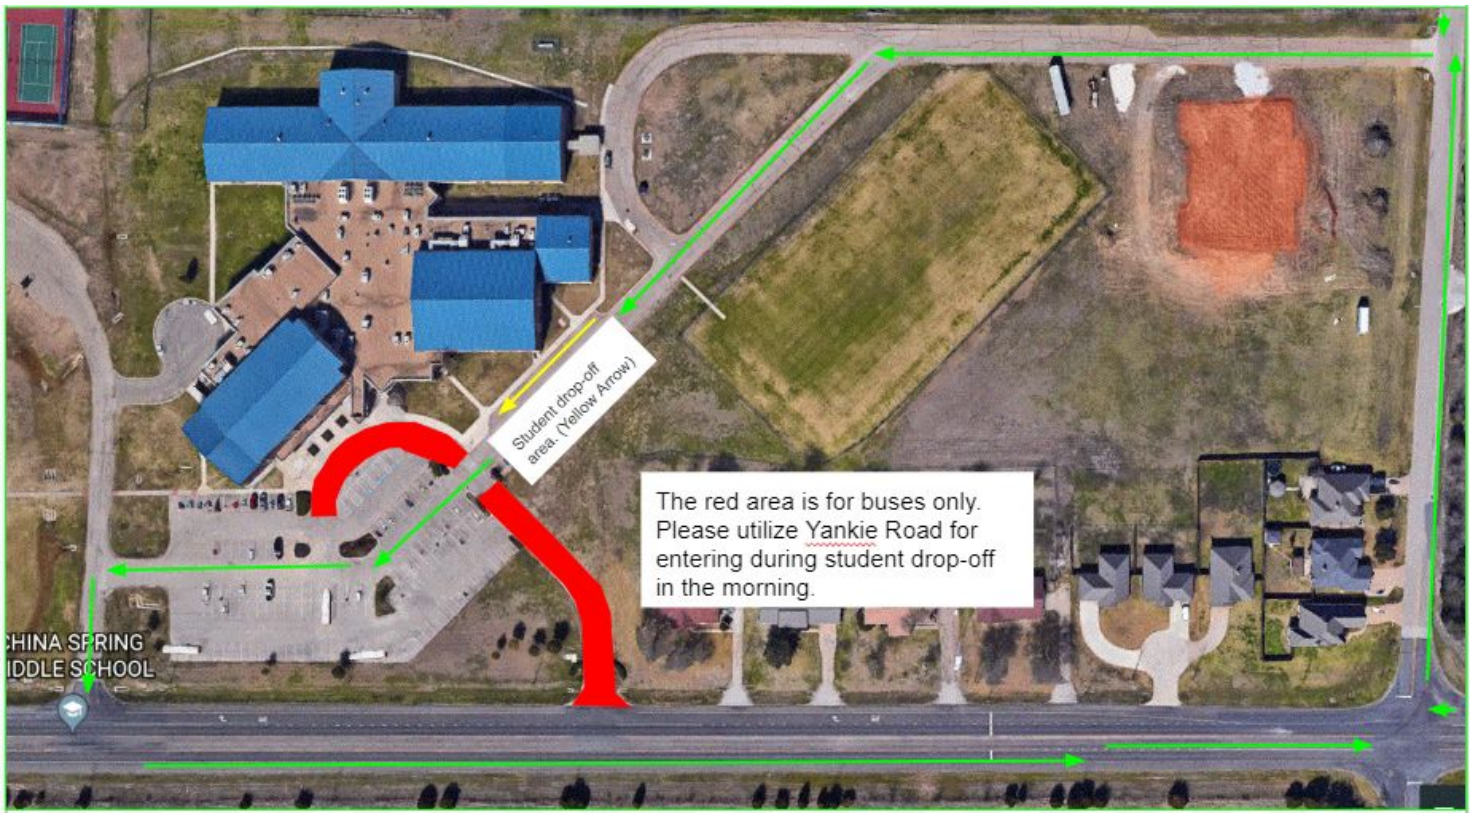 Student drop-off
area. (Yellow Arrow)
The red area is for buses only.
Please utilize Yankie Road for
entering during student drop-off
in the morning.
CHINA SPRING
IDDLE SCHOOL